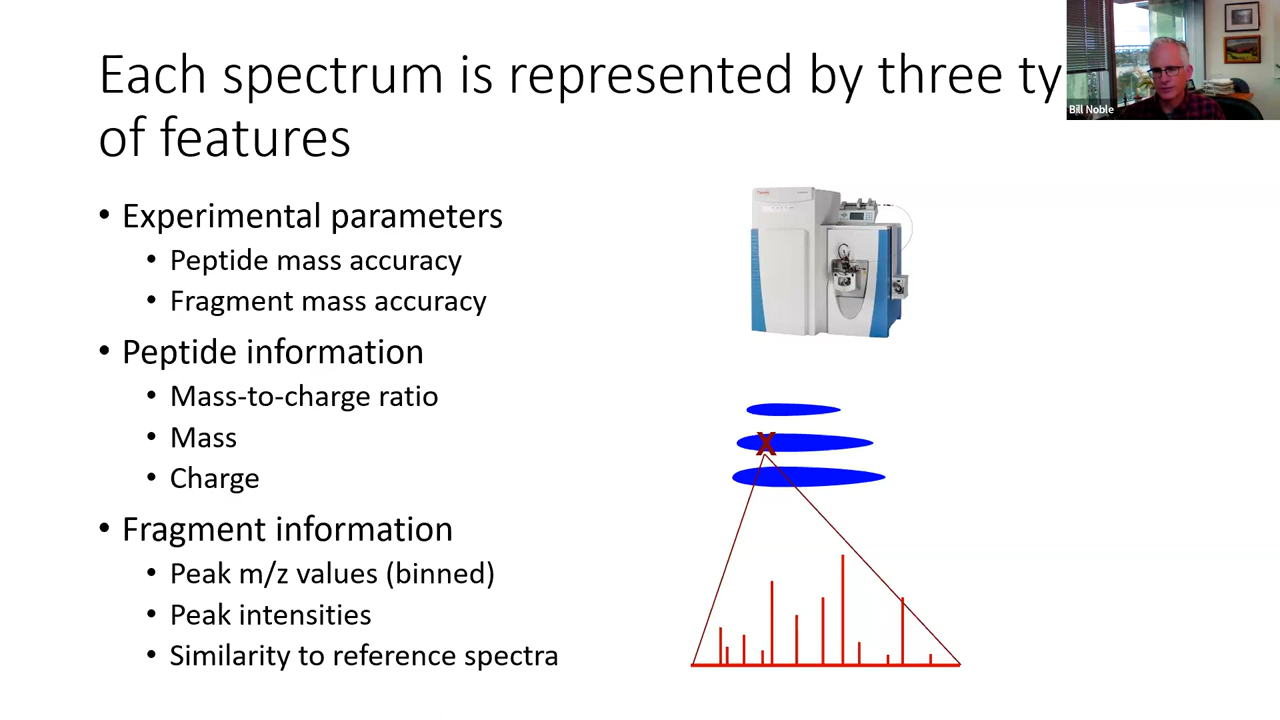 Each spectrum is represented by three ty
of features
Bill Noble
• Experimental parameters
• Peptide mass accuracy
• Fragment mass accuracy
• Peptide information
• Mass-to-charge ratio
• Mass
• Charge
• Fragment information
• Peak m/z values (binned)
• Peak intensities
• Similarity to reference spectra
X